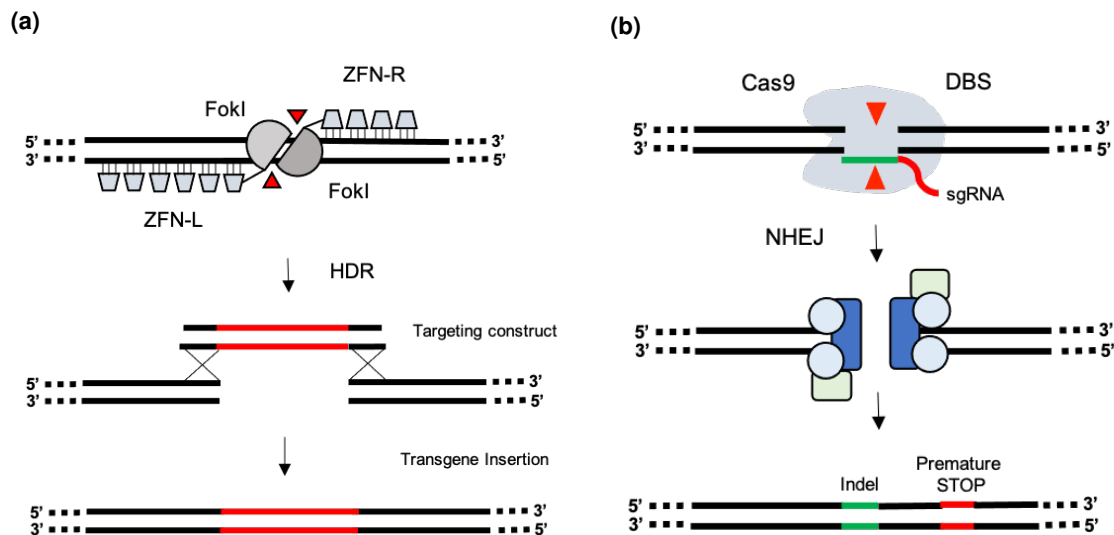 (a)
ZFN-R
FokI
5’ 3’
3’ 5’
FokI
ZFN-L
HDR
Targeting construct
5’ 3’
3’ 5’
Transgene Insertion
5’ 3’
3’ 5’
(b)
Cas9 DBS
5’ 3’
3’ 5’
sgRNA
NHEJ
5’ 3’
3’ 5’
Premature
Indel STOP
5’ 3’
3’ 5’